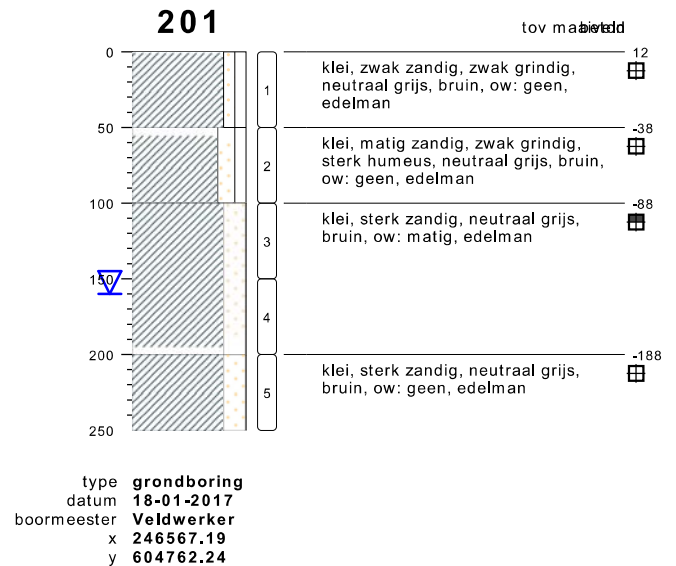 201
tov maaiveld
0
12
klei, zwak zandig, zwak grindig,
neutraal grijs, bruin, ow: geen,
edelman
1
50
-38
klei, matig zandig, zwak grindig,
sterk humeus, neutraal grijs, bruin,
ow: geen, edelman
2
100
-88
klei, sterk zandig, neutraal grijs,
bruin, ow: matig, edelman
3
150
4
200
-188
klei, sterk zandig, neutraal grijs,
bruin, ow: geen, edelman
5
250
type grondboring
datum 18-01-2017
boormeester Veldwerker
x 246567.19
y 604762.24